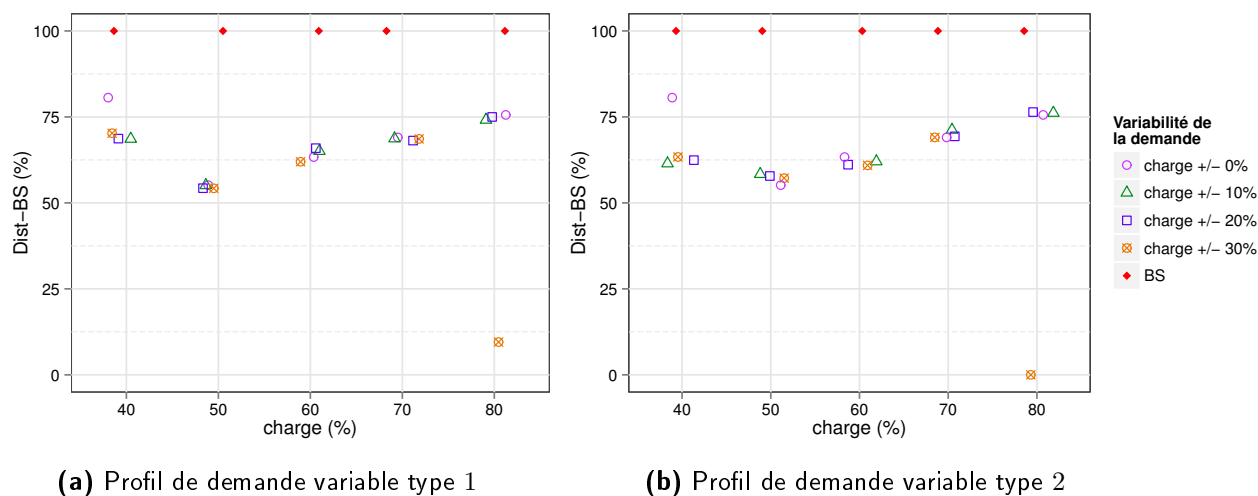 100
75
50
25
0
Dist−BS (%)
40 50 60 70 80
charge (%)
(a) Profil de demande variable type 1
100
75
50
25
0
Dist−BS (%)
40 50 60 70 80
charge (%)
(b) Profil de demande variable type 2
Variabilité de
la demande
charge +/− 0%
charge +/− 10%
charge +/− 20%
charge +/− 30%
BS